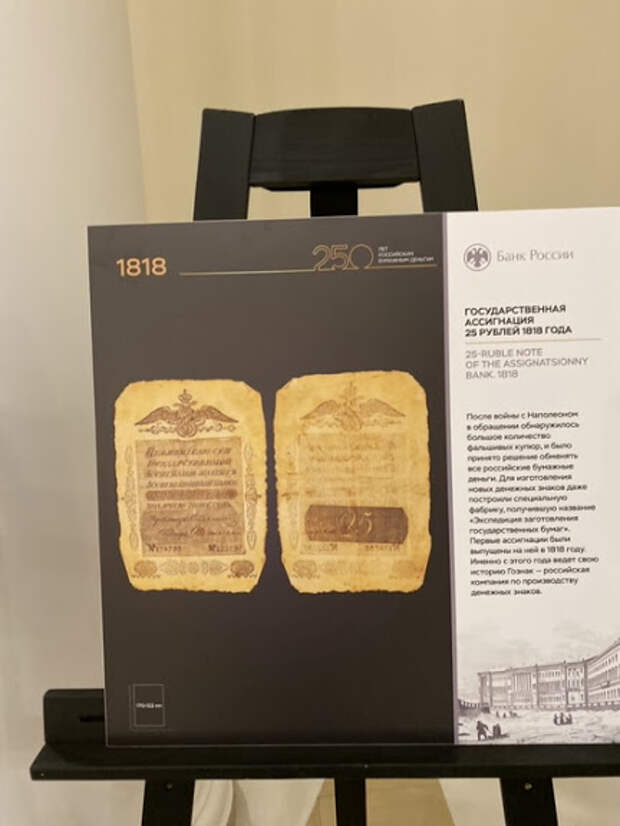 1818
250
ЛЕТ
РОССИЙСКИМ
БУМАЖНЫМ ДЕНЬГАМ
Банк России
ГОСУДАРСТВЕННАЯ
АССИГНАЦИЯ
25 РУБЛЕЙ 1818 ГОДА
25-RUBLE NOTE
OF THE ASSIGNATSIONNY
BANK. 1818
После войны с Наполеоном
в обращении обнаружилось
большое количество
фальшивых купюр, и было
принято решение обменять
все российские бумажные
деньги. Для изготовления
новых денежных знаков даже
построили специальную
фабрику, получившую название
«Экспедиция заготовления
государственных бумаг».
Первые ассигнации были
выпущены на ней в 1818 году.
Именно с этого года ведет свою
историю Гознак — российская
компания по производству
денежных знаков.
25